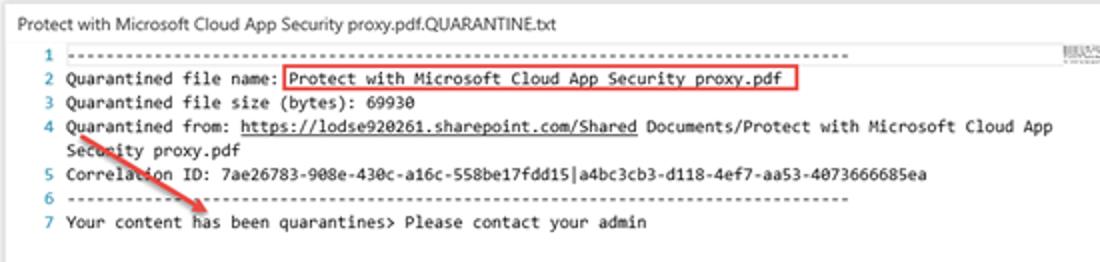 Protect with Microsoft Cloud App Security proxy.pdf.QUARANTINE.txt
1 --------------------------------------------------------------------------------
2 Quarantined file name: Protect with Microsoft Cloud App Security proxy.pdf
3 Quarantined file size (bytes): 69930
4 Quarantined from: https://lodse920261.sharepoint.com/Shared Documents/Protect with Microsoft Cloud App
Security proxy.pdf
5 Correlation ID: 7ae26783-908e-430c-a16c-558be17fdd15|a4bc3cb3-d118-4ef7-aa53-4073666685ea
6 --------------------------------------------------------------------------------
7 Your content has been quarantines> Please contact your admin